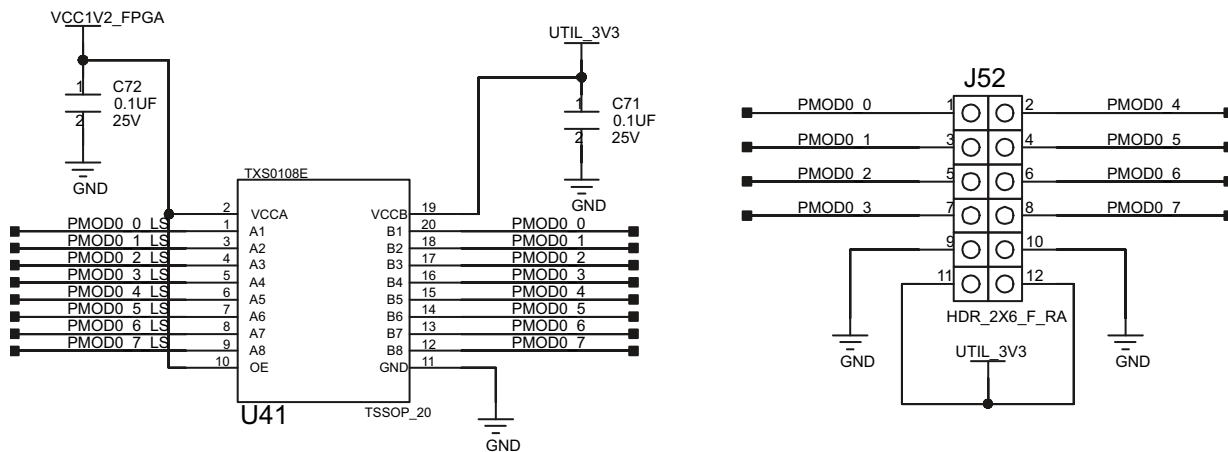 VCC1V2_FPGA
UTIL_3V3
1
C72
0.1UF
2
25V
GND
1
C71
0.1UF
2
25V
GND
TXS0108E
2 VCCA VCCB 19
PMOD0_0_LS 1 A1 B1 20 PMOD0_0
PMOD0_1_LS 3 A2 B2 18 PMOD0_1
PMOD0_2_LS 4 A3 B3 17 PMOD0_2
PMOD0_3_LS 5 A4 B4 16 PMOD0_3
PMOD0_4_LS 6 A5 B5 15 PMOD0_4
PMOD0_5_LS 7 A6 B6 14 PMOD0_5
PMOD0_6_LS 8 A7 B7 13 PMOD0_6
PMOD0_7_LS 9 A8 B8 12 PMOD0_7
10 OE GND 11
U41
TSSOP_20
GND
J52
PMOD0_0 1 2 PMOD0_4
PMOD0_1 3 4 PMOD0_5
PMOD0_2 5 6 PMOD0_6
PMOD0_3 7 8 PMOD0_7
9 10
11 12
HDR_2X6_F_RA
GND
UTIL_3V3
GND